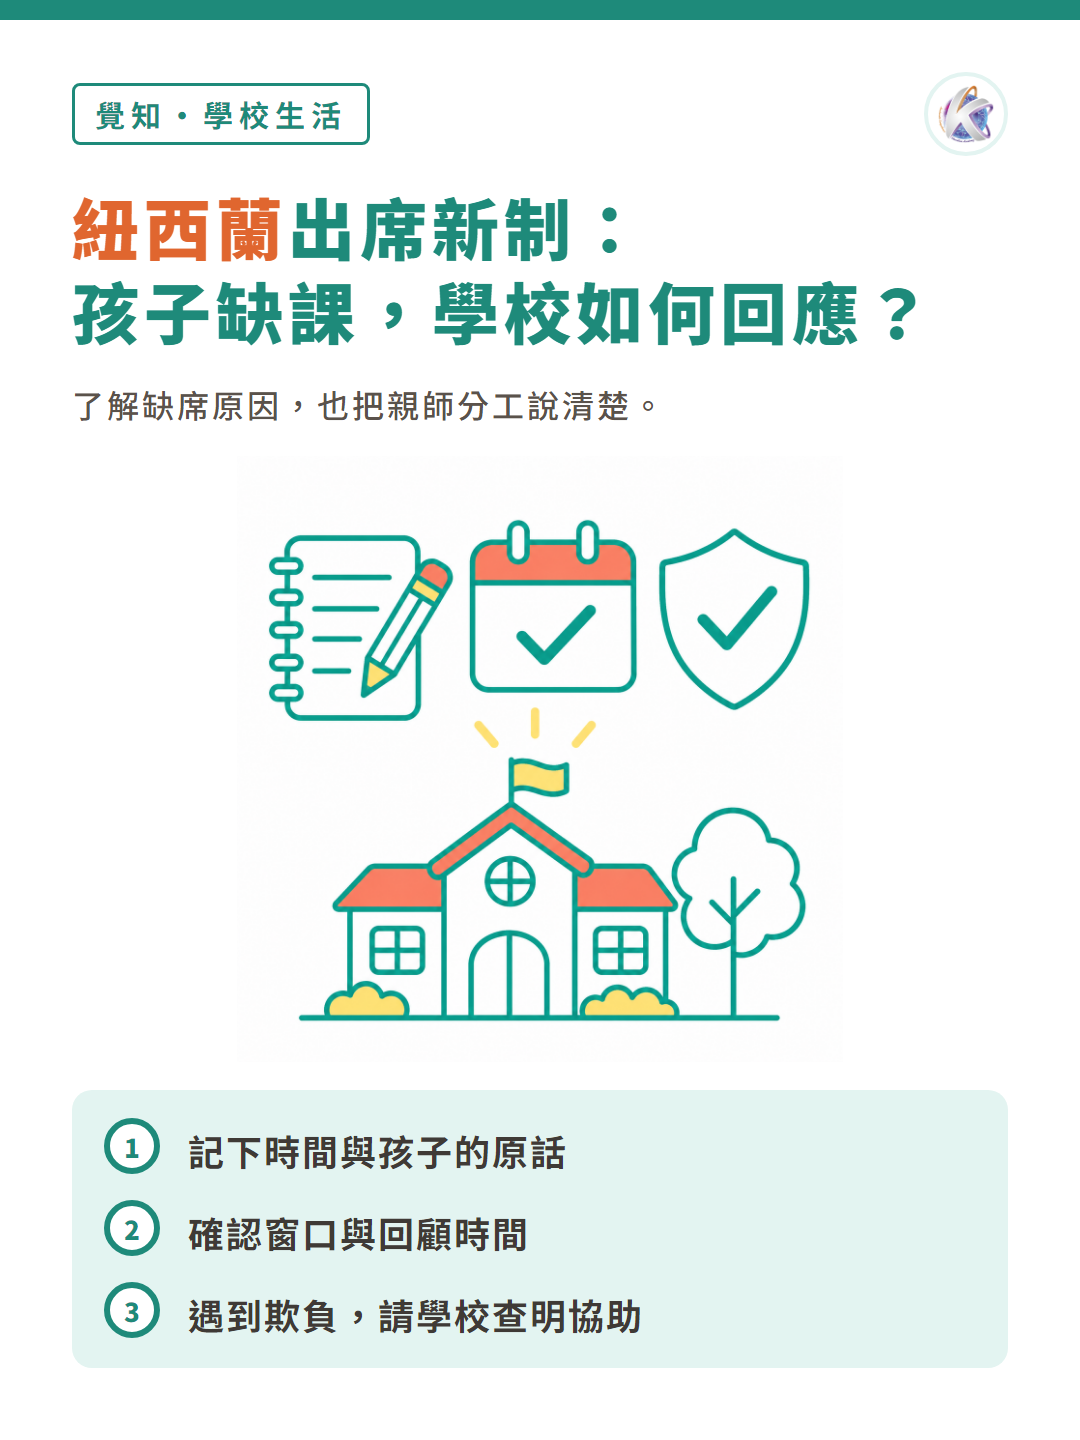 覺知・學校生活
紐西蘭出席新制：
孩子缺課，學校如何回應？
了解缺席原因，也把親師分工說清楚。
1 記下時間與孩子的原話
2 確認窗口與回顧時間
3 遇到欺負，請學校查明協助